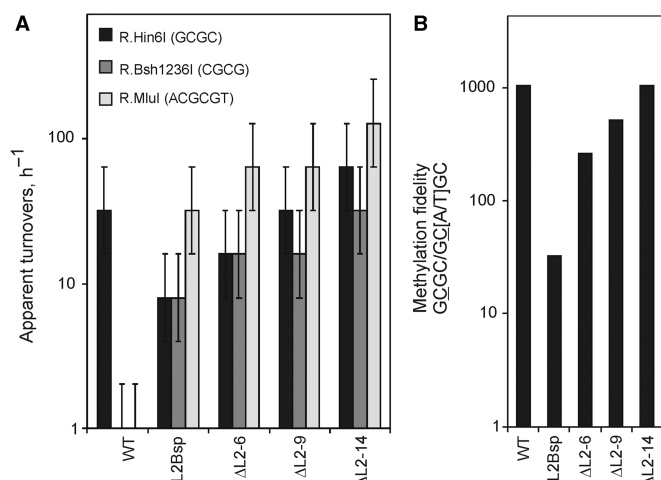 A
R.Hin6I (GCGC)
R.Bsh1236I (CGCG)
R.MluI (ACGCGT)
Apparent turnovers, h⁻¹
100
10
1
WT
L2Bsp
ΔL2-6
ΔL2-9
ΔL2-14
B
Methylation fidelity
GCGC/GC[A/T]GC
1000
100
10
1
WT
L2Bsp
ΔL2-6
ΔL2-9
ΔL2-14